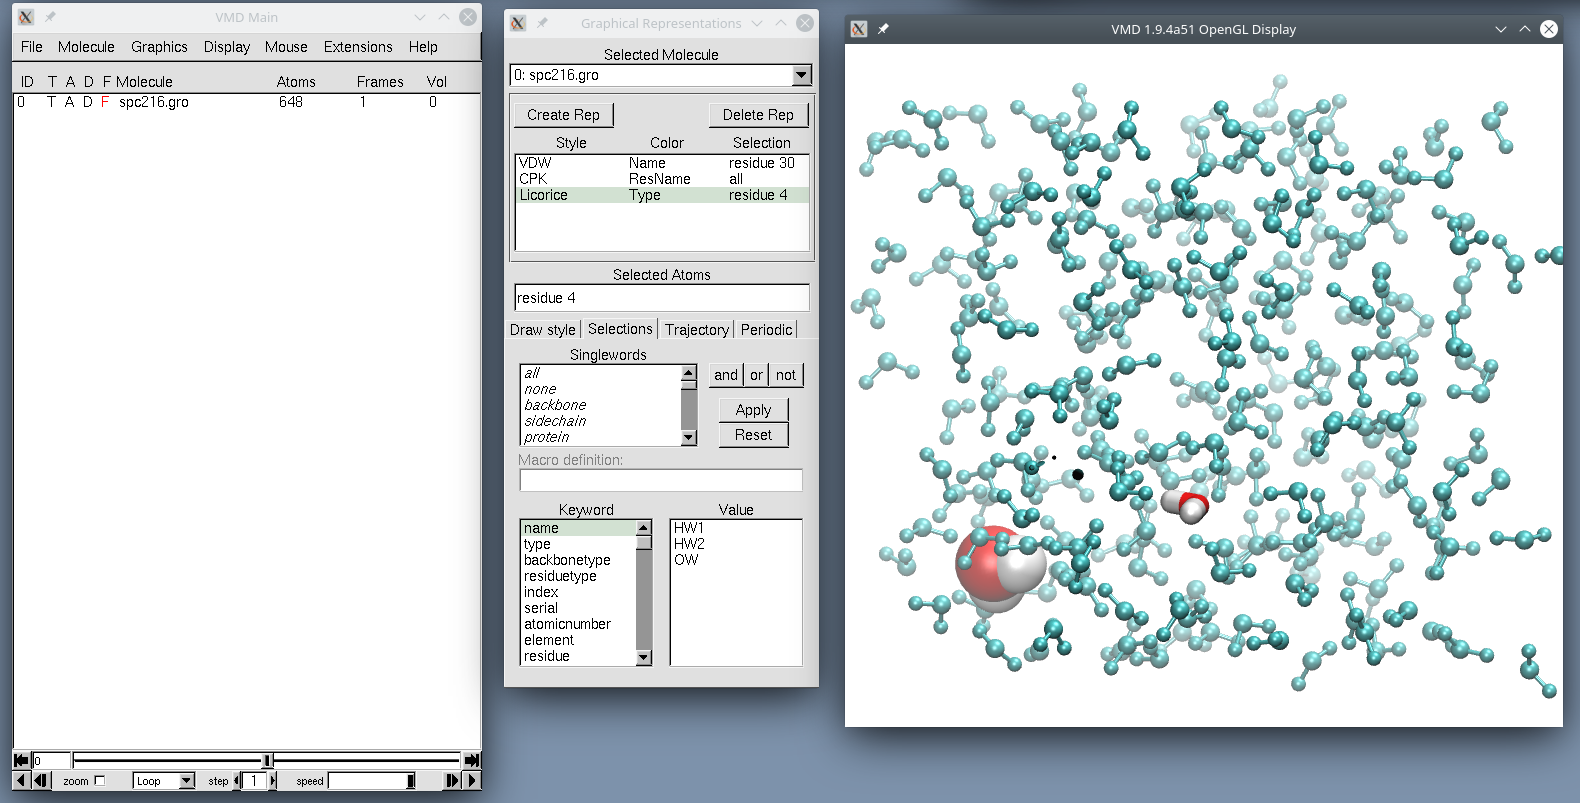 VMD Main
File Molecule Graphics Display Mouse Extensions Help
ID T A D F Molecule Atoms Frames Vol
0 T A D F spc216.gro 648 1 0
0
zoom Loop step 1 speed
Graphical Representations
Selected Molecule
0: spc216.gro
Create Rep Delete Rep
Style Color Selection
VDW Name residue 30
CPK ResName all
Licorice Type residue 4
Selected Atoms
residue 4
Draw style Selections Trajectory Periodic
Singlewords
all
none
backbone
sidechain
protein
and or not
Apply
Reset
Macro definition:
Keyword Value
name HW1
type HW2
backbonetype OW
residuetype
index
serial
atomicnumber
element
residue
VMD 1.9.4a51 OpenGL Display